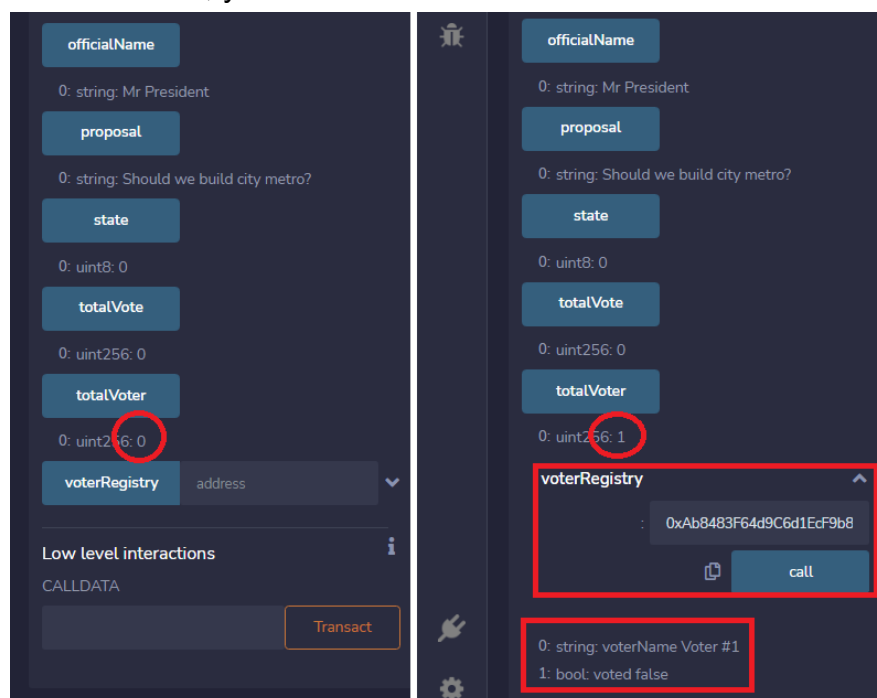 officialName
0: string: Mr President
proposal
0: string: Should we build city metro?
state
0: uint8: 0
totalVote
0: uint256: 0
totalVoter
0: uint256: 0
voterRegistry address
Low level interactions
CALLDATA
Transact
officialName
0: string: Mr President
proposal
0: string: Should we build city metro?
state
0: uint8: 0
totalVote
0: uint256: 0
totalVoter
0: uint256: 1
voterRegistry
: 0xAb8483F64d9C6d1EcF9b8
call
0: string: voterName Voter #1
1: bool: voted false